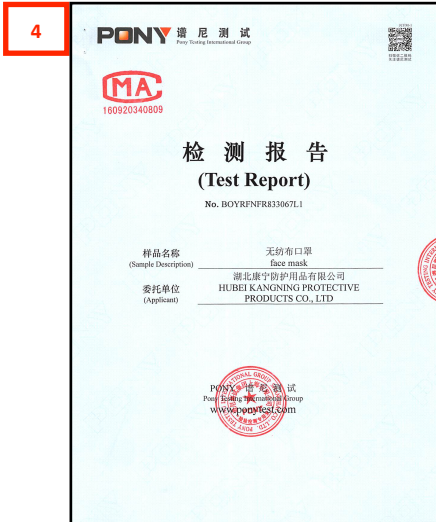 4
PONY 谱尼测试
Pony Testing International Group
MA
160920340809
检测报告
(Test Report)
No. BOYRFNFR833067L1
样品名称
(Sample Description)
无纺布口罩
face mask
委托单位
(Applicant)
湖北康宁防护用品有限公司
HUBEI KANGNING PROTECTIVE
PRODUCTS CO., LTD
PONY 谱尼测试
Pony Testing International Group
www.ponytest.com